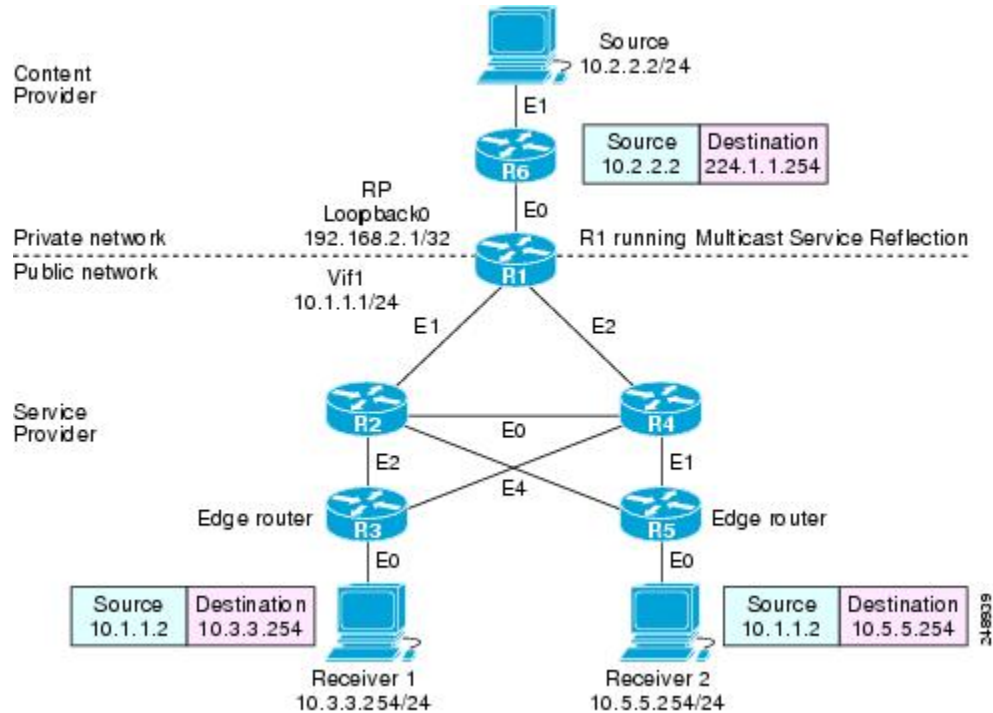 Source
10.2.2.2/24
Content
Provider
E1
Source
10.2.2.2
Destination
224.1.1.254
R6
RP
Loopback0
192.168.2.1/32
E0
Private network
R1 running Multicast Service Reflection
Public network
R1
Vif1
10.1.1.1/24
E1
E2
Service
Provider
R2
R4
E0
E2
E1
E4
Edge router
R3
R5
Edge router
E0
E0
Source
10.1.1.2
Destination
10.3.3.254
Source
10.1.1.2
Destination
10.5.5.254
Receiver 1
10.3.3.254/24
Receiver 2
10.5.5.254/24
248939